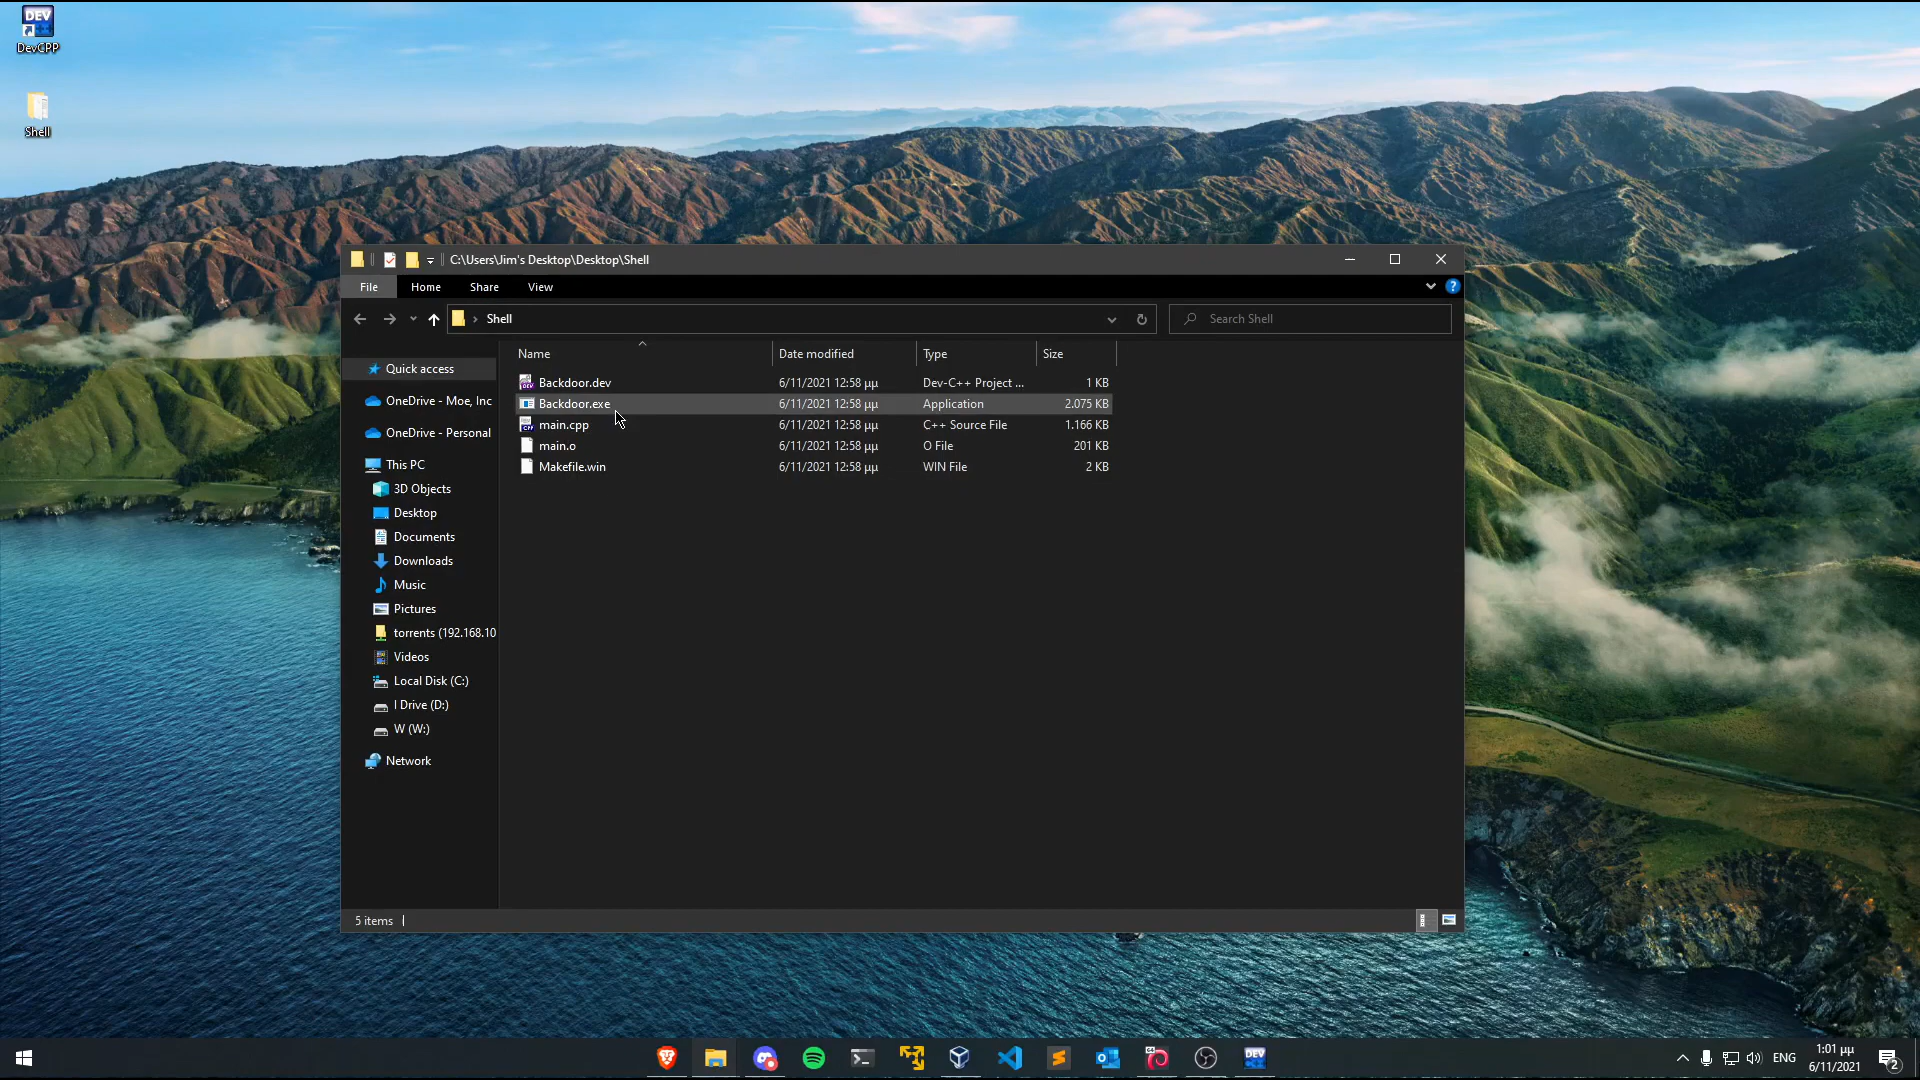 DEV
DevCPP
Shell
C:\Users\Jim's Desktop\Desktop\Shell
File Home Share View
Shell
Search Shell
Name Date modified Type Size
Backdoor.dev 6/11/2021 12:58 μμ Dev-C++ Project ... 1 KB
Backdoor.exe 6/11/2021 12:58 μμ Application 2.075 KB
main.cpp 6/11/2021 12:58 μμ C++ Source File 1.166 KB
main.o 6/11/2021 12:58 μμ O File 201 KB
Makefile.win 6/11/2021 12:58 μμ WIN File 2 KB
Quick access
OneDrive - Moe, Inc
OneDrive - Personal
This PC
3D Objects
Desktop
Documents
Downloads
Music
Pictures
torrents (192.168.10
Videos
Local Disk (C:)
I Drive (D:)
W (W:)
Network
5 items
DEV
ENG
1:01 μμ
6/11/2021
2